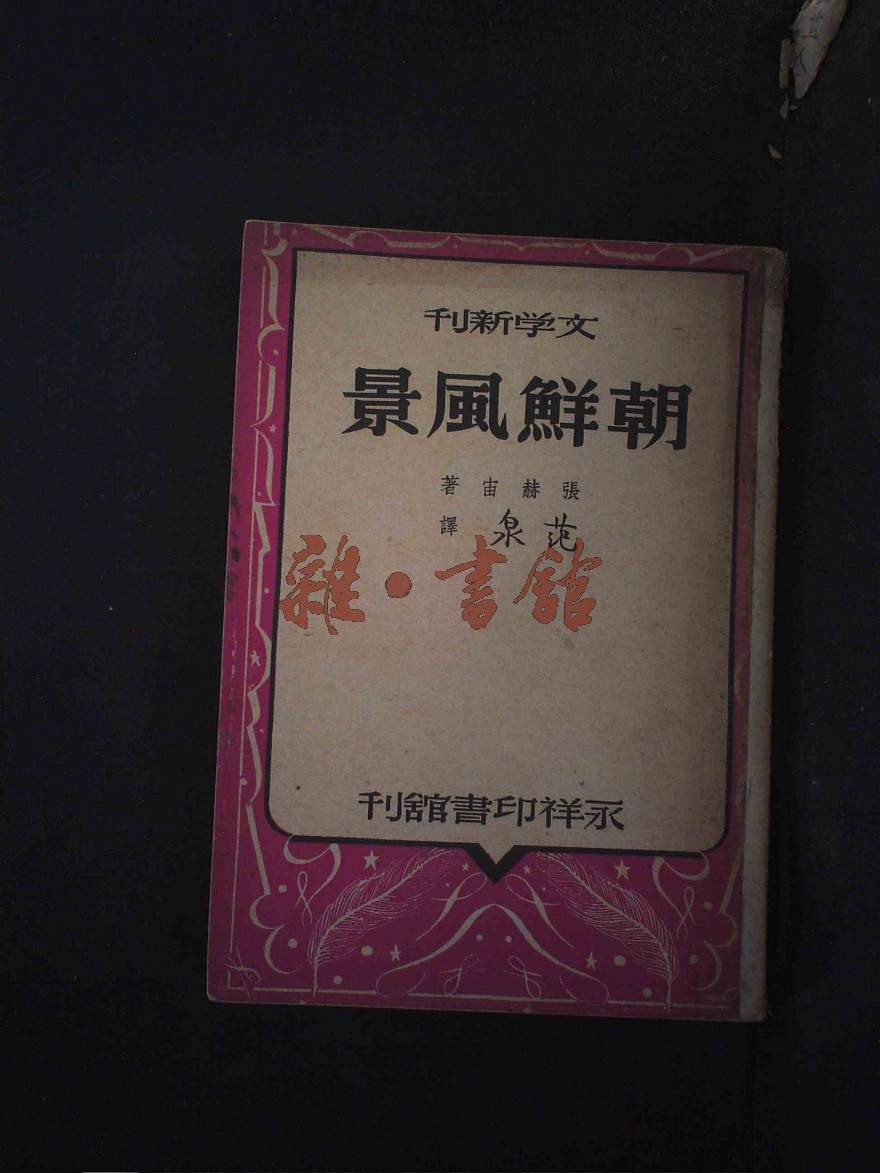 文学新刊
朝鮮風景
張赫宙著
范泉譯
雜·書館
永祥印書館刊